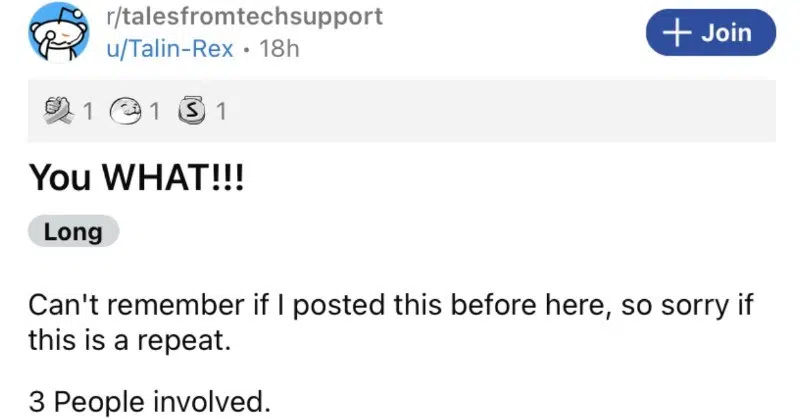 r/talesfromtechsupport
u/Talin-Rex • 18h
+ Join
1 1 S 1
You WHAT!!!
Long
Can't remember if I posted this before here, so sorry if
this is a repeat.
3 People involved.